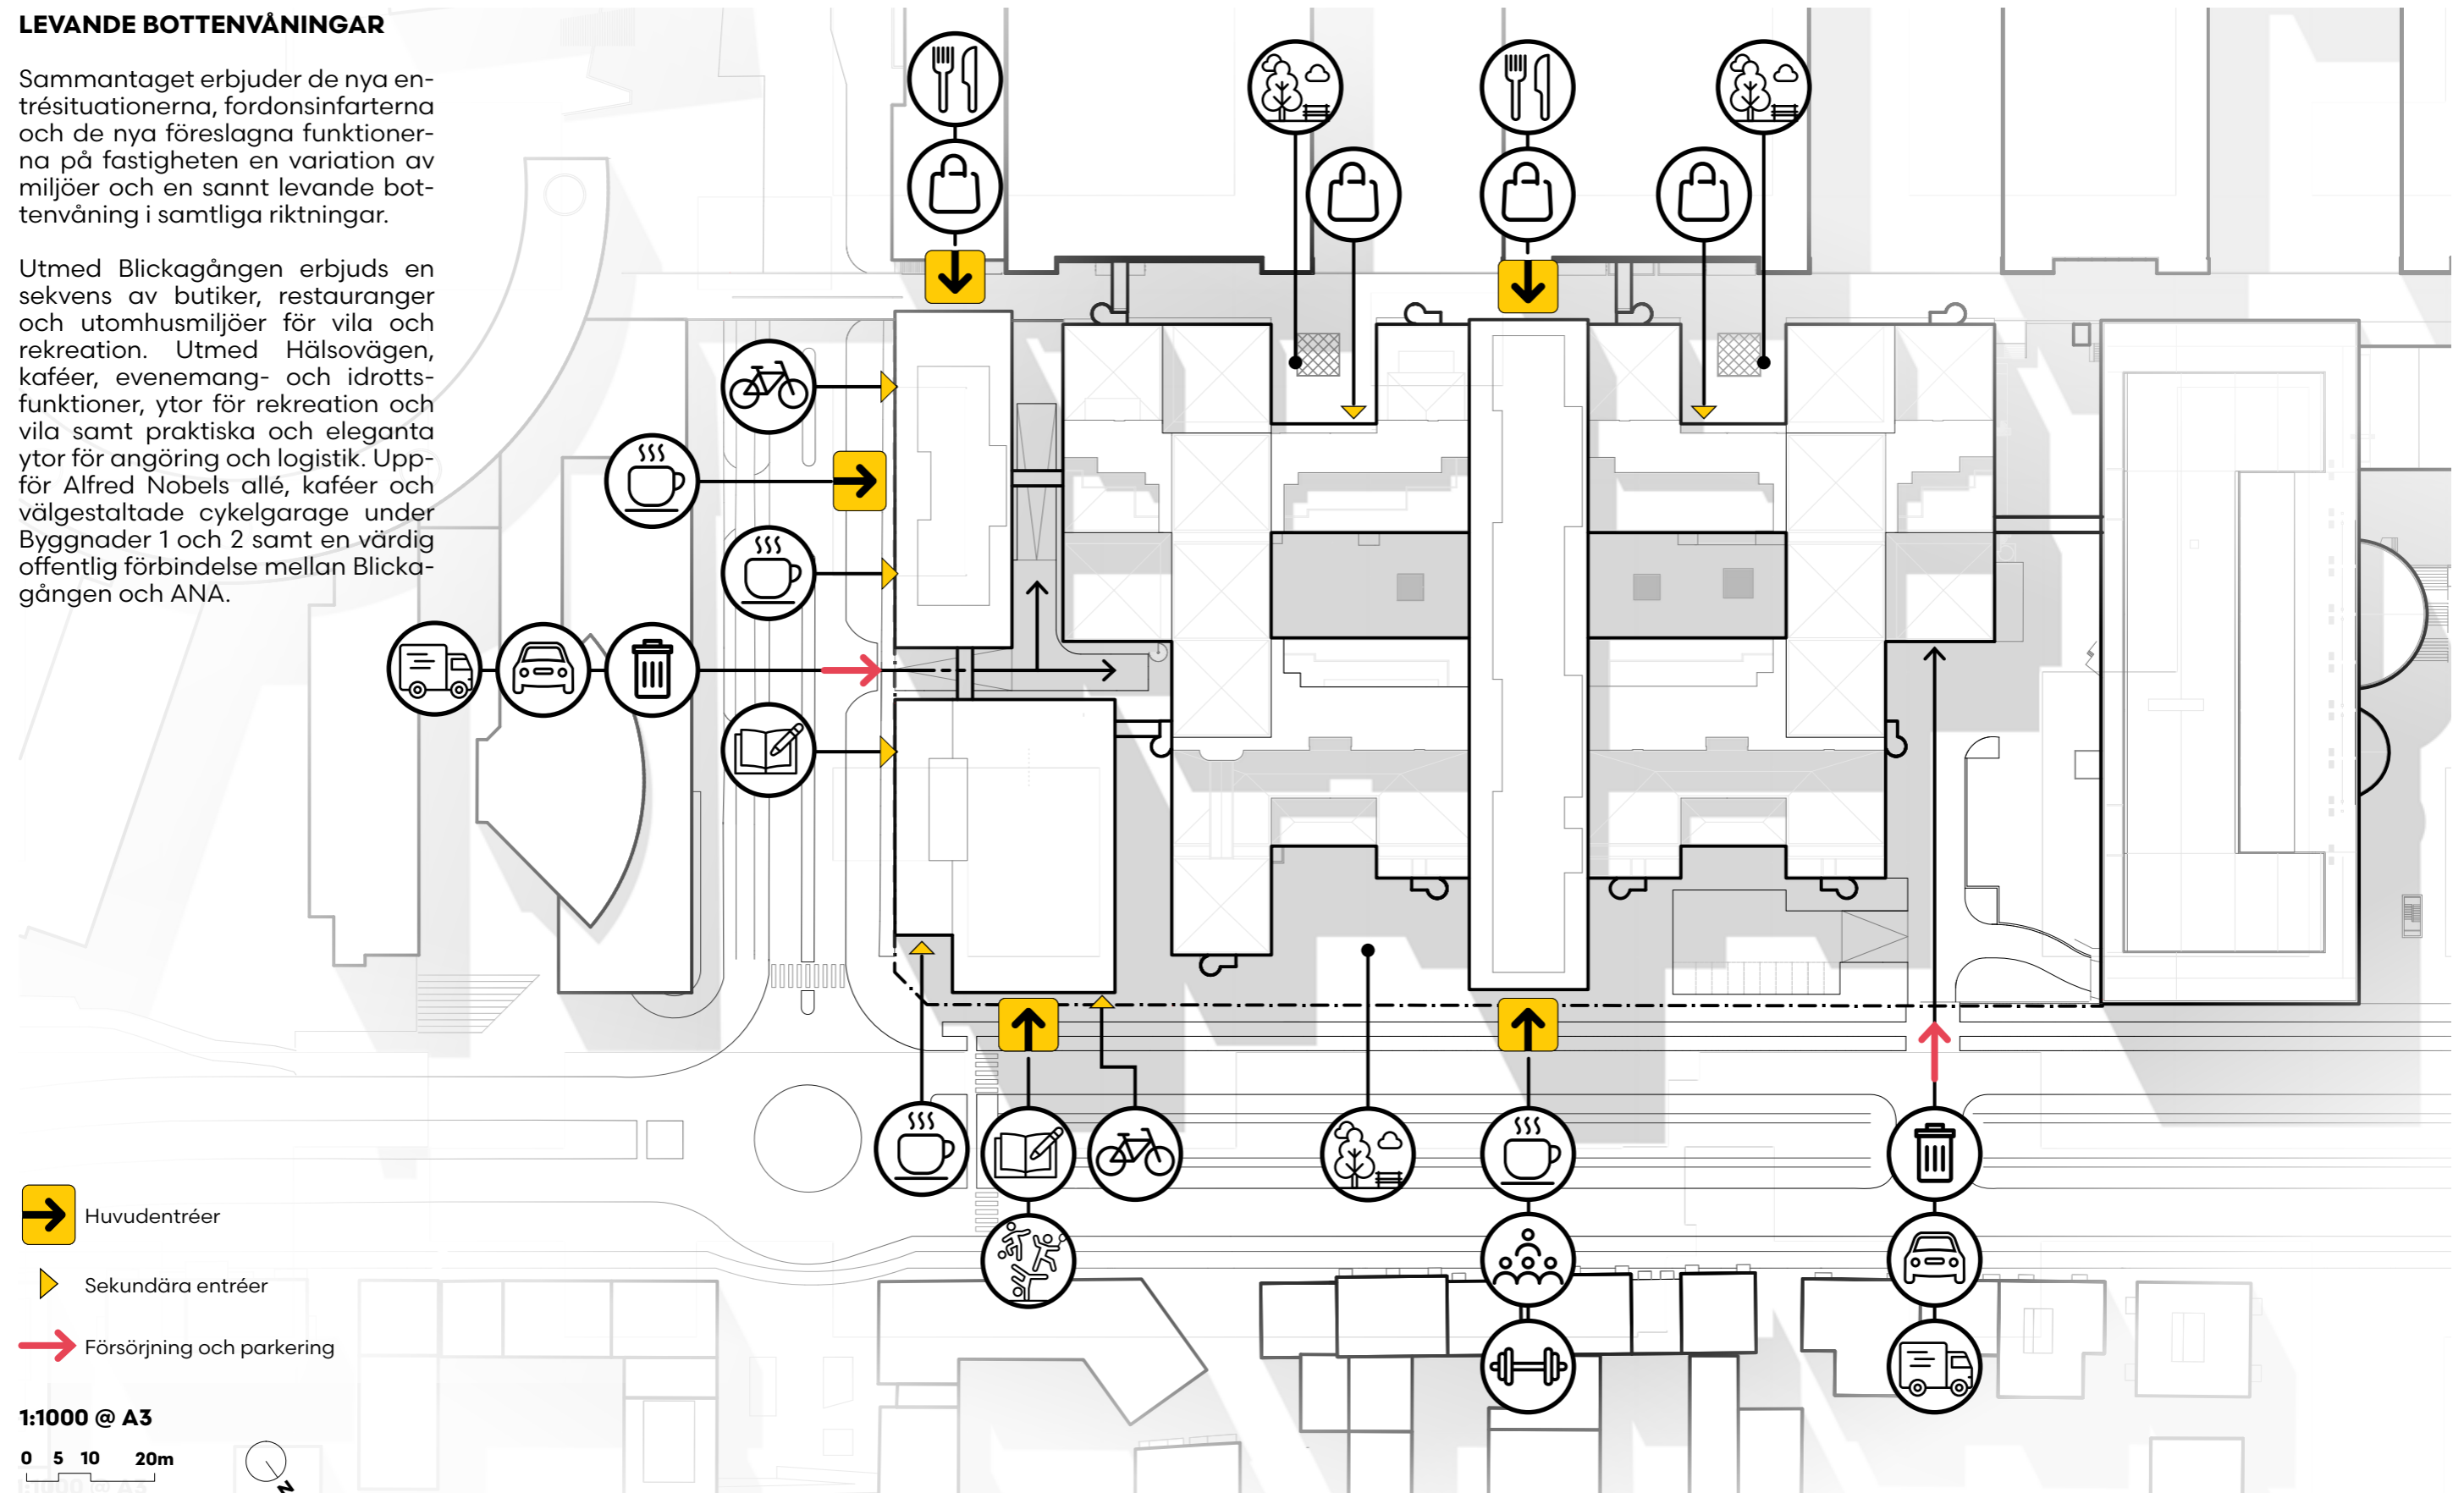 LEVANDE BOTTENVÅNINGAR
Sammantaget erbjuder de nya en-
trésituationerna, fordonsinfarterna
och de nya föreslagna funktioner-
na på fastigheten en variation av
miljöer och en sannt levande bot-
tenvåning i samtliga riktningar.
Utmed Blickagången erbjuds en
sekvens av butiker, restauranger
och utomhusmiljöer för vila och
rekreation. Utmed Hälsovägen,
kaféer, evenemang- och idrotts-
funktioner, ytor för rekreation och
vila samt praktiska och eleganta
ytor för angöring och logistik. Upp-
för Alfred Nobels allé, kaféer och
välgestaltade cykelgarage under
Byggnader 1 och 2 samt en värdig
offentlig förbindelse mellan Blicka-
gången och ANA.
Huvudentréer
Sekundära entréer
Försörjning och parkering
1:1000 @ A3
0 5 10 20m
1:1000 @ A3
N